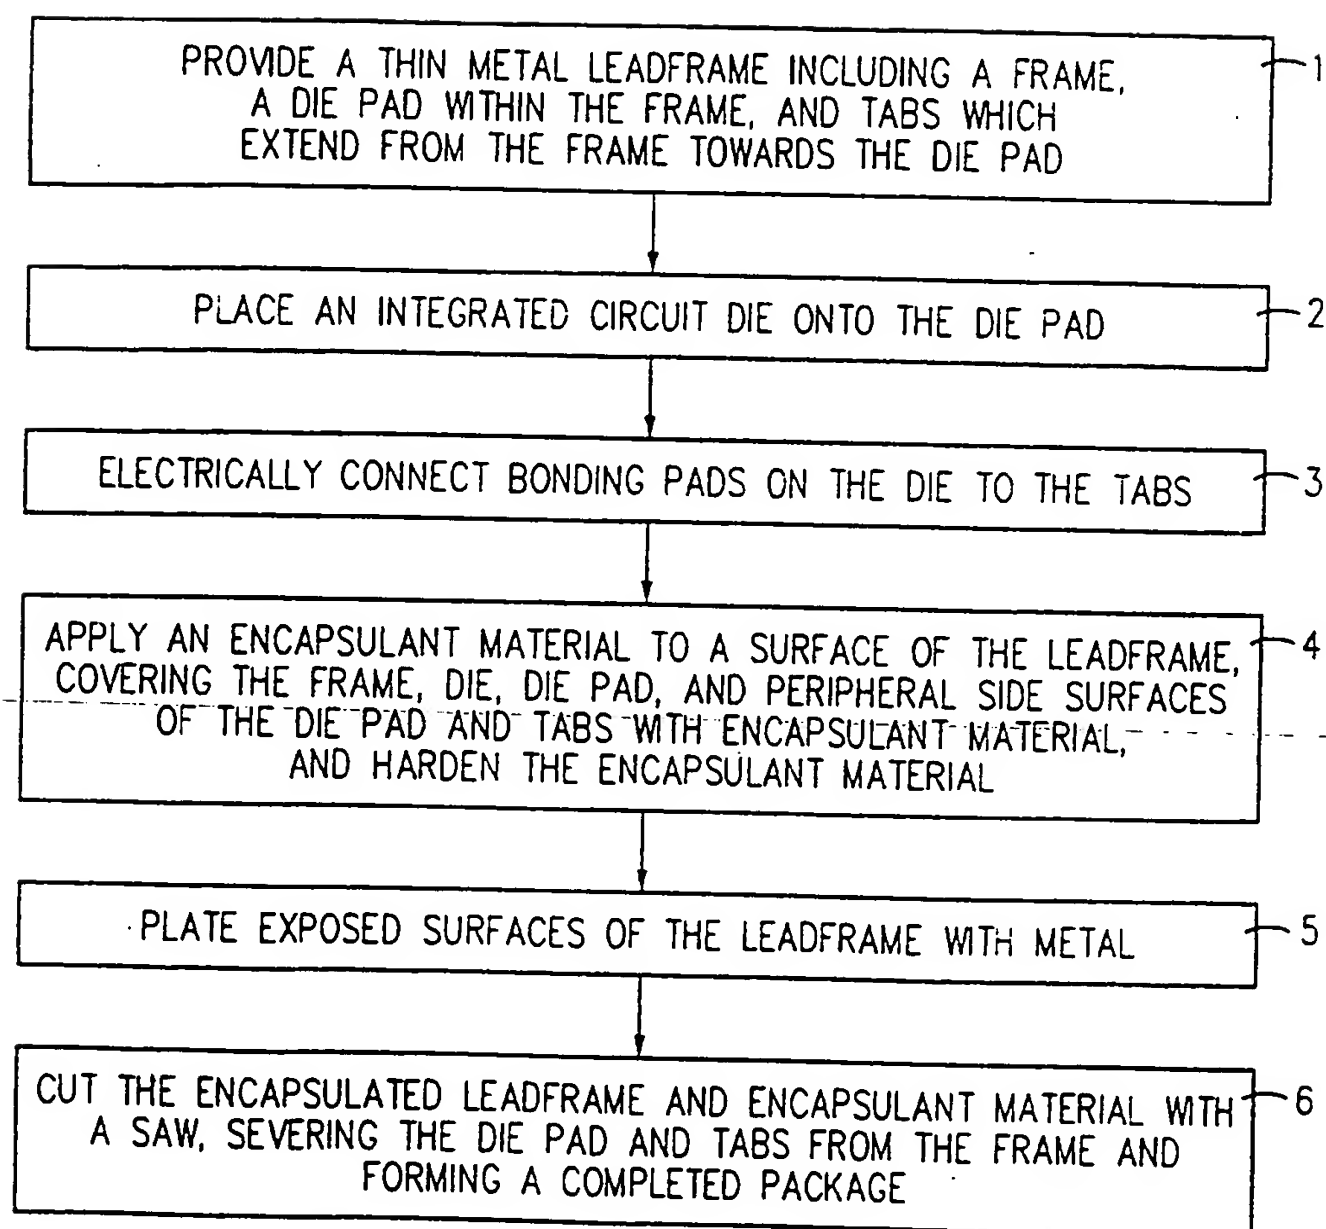 PROVIDE A THIN METAL LEADFRAME INCLUDING A FRAME,
A DIE PAD WITHIN THE FRAME, AND TABS WHICH
EXTEND FROM THE FRAME TOWARDS THE DIE PAD
1
PLACE AN INTEGRATED CIRCUIT DIE ONTO THE DIE PAD
2
ELECTRICALLY CONNECT BONDING PADS ON THE DIE TO THE TABS
3
APPLY AN ENCAPSULANT MATERIAL TO A SURFACE OF THE LEADFRAME,
COVERING THE FRAME, DIE, DIE PAD, AND PERIPHERAL SIDE SURFACES
OF THE DIE PAD AND TABS WITH ENCAPSULANT MATERIAL,
AND HARDEN THE ENCAPSULANT MATERIAL
4
PLATE EXPOSED SURFACES OF THE LEADFRAME WITH METAL
5
CUT THE ENCAPSULATED LEADFRAME AND ENCAPSULANT MATERIAL WITH
A SAW, SEVERING THE DIE PAD AND TABS FROM THE FRAME AND
FORMING A COMPLETED PACKAGE
6